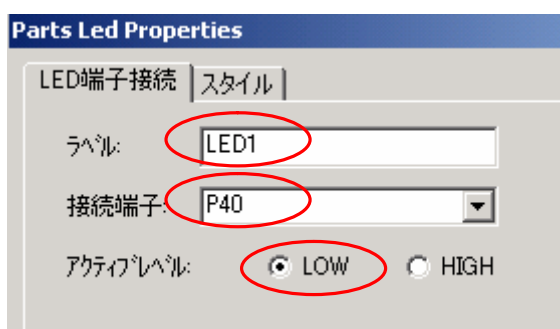 Parts Led Properties
LED端子接続 スタイル
ﾗﾍﾞﾙ: LED1
接続端子: P40
ｱｸﾃｨﾌﾞﾚﾍﾞﾙ: LOW HIGH